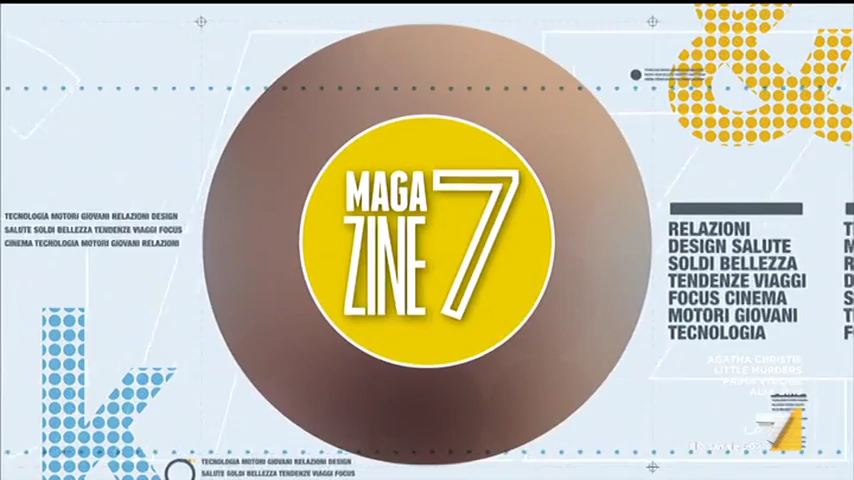 &
MAGA
ZINE
7
TECNOLOGIA MOTORI GIOVANI RELAZIONI DESIGN
SALUTE SOLDI BELLEZZA TENDENZE VIAGGI FOCUS
CINEMA TECNOLOGIA MOTORI GIOVANI RELAZIONI
RELAZIONI
DESIGN SALUTE
SOLDI BELLEZZA
TENDENZE VIAGGI
FOCUS CINEMA
MOTORI GIOVANI
TECNOLOGIA
AGATHA CHRISTIE
LITTLE MURDERS
k
TECNOLOGIA MOTORI GIOVANI RELAZIONI DESIGN
SALUTE SOLDI BELLEZZA TENDENZE VIAGGI FOCUS